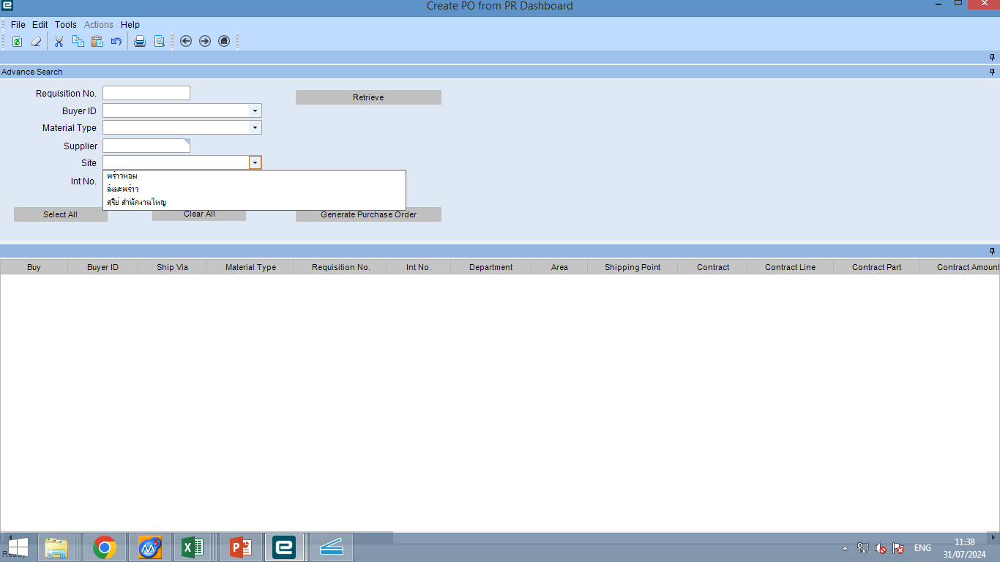 Create PO from PR Dashboard
File Edit Tools Actions Help
Advance Search
Requisition No.
Retrieve
Buyer ID
Material Type
Supplier
Site
พร้าวหอม
Int No.
ลุงมะพร้าว
สุรีย์ สำนักงานใหญ่
Select All Clear All Generate Purchase Order
Buy Buyer ID Ship Via Material Type Requisition No. Int No. Department Area Shipping Point Contract Contract Line Contract Part Contract Amount
Ready
ENG
11:38
31/07/2024